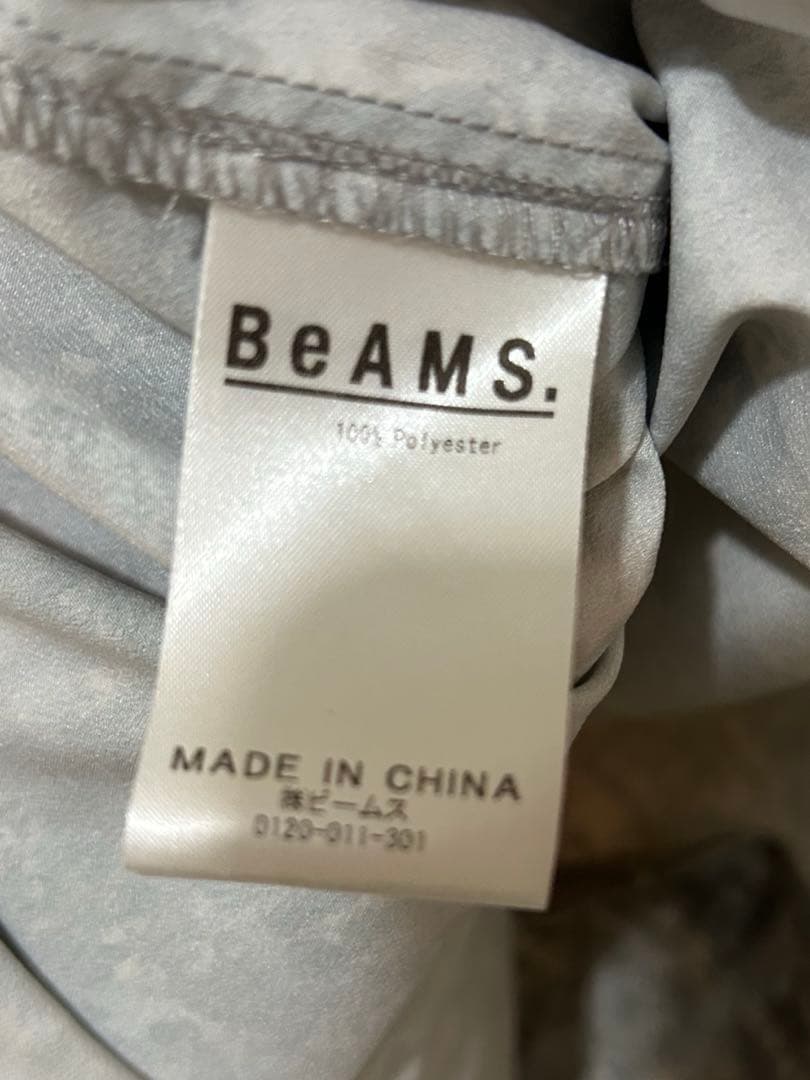 BeAMS.
100% Polyester
MADE IN CHINA
㈱ビームス
0120-011-301